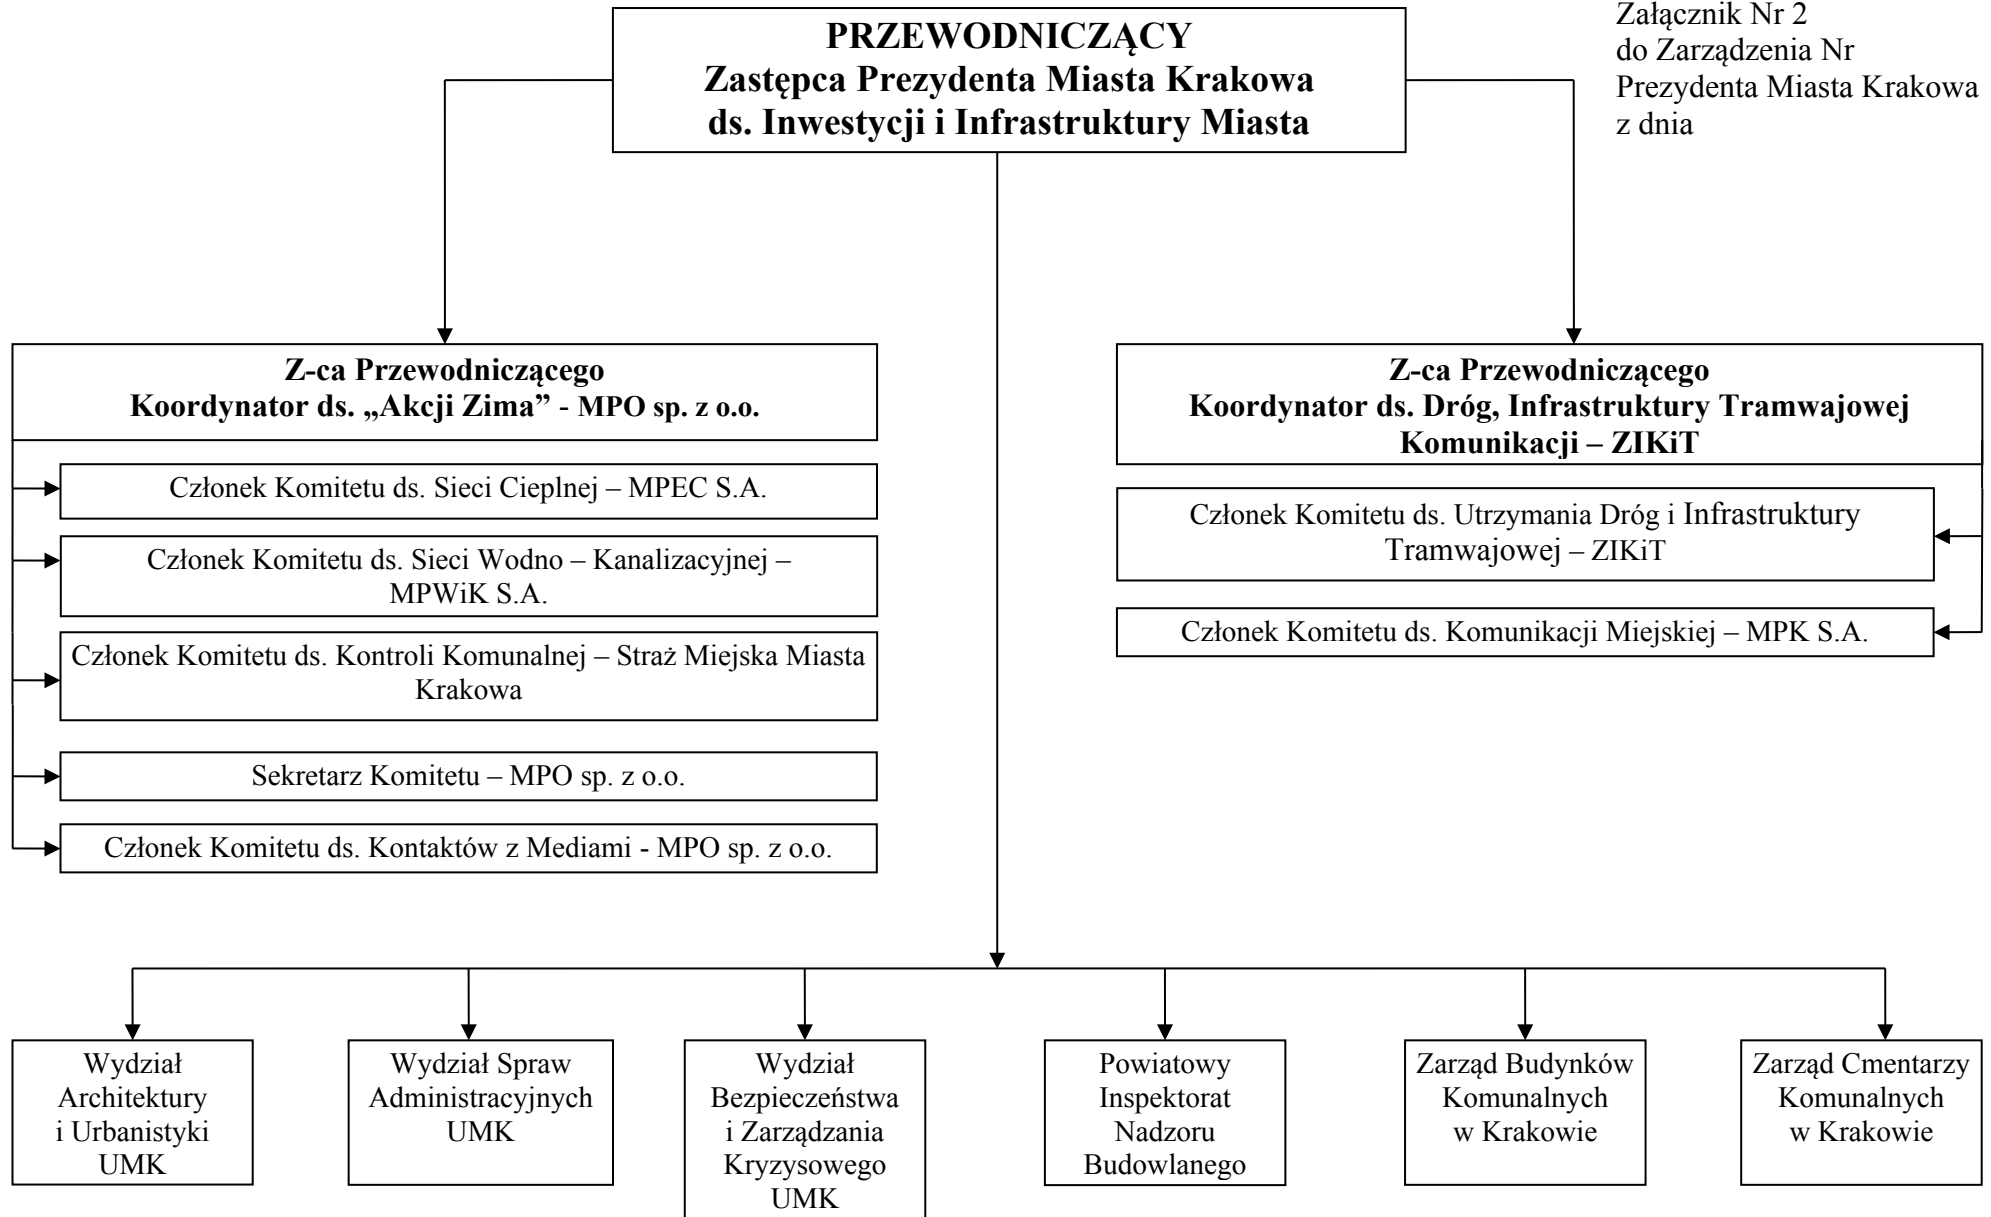 Załącznik Nr 2
do Zarządzenia Nr
Prezydenta Miasta Krakowa
z dnia
PRZEWODNICZĄCY
Zastępca Prezydenta Miasta Krakowa
ds. Inwestycji i Infrastruktury Miasta
Z-ca Przewodniczącego
Koordynator ds. „Akcji Zima” - MPO sp. z o.o.
Członek Komitetu ds. Sieci Cieplnej – MPEC S.A.
Członek Komitetu ds. Sieci Wodno – Kanalizacyjnej –
MPWiK S.A.
Członek Komitetu ds. Kontroli Komunalnej – Straż Miejska Miasta
Krakowa
Sekretarz Komitetu – MPO sp. z o.o.
Członek Komitetu ds. Kontaktów z Mediami - MPO sp. z o.o.
Z-ca Przewodniczącego
Koordynator ds. Dróg, Infrastruktury Tramwajowej
Komunikacji – ZIKiT
Członek Komitetu ds. Utrzymania Dróg i Infrastruktury
Tramwajowej – ZIKiT
Członek Komitetu ds. Komunikacji Miejskiej – MPK S.A.
Wydział
Architektury
i Urbanistyki
UMK
Wydział Spraw
Administracyjnych
UMK
Wydział
Bezpieczeństwa
i Zarządzania
Kryzysowego
UMK
Powiatowy
Inspektorat
Nadzoru
Budowlanego
Zarząd Budynków
Komunalnych
w Krakowie
Zarząd Cmentarzy
Komunalnych
w Krakowie